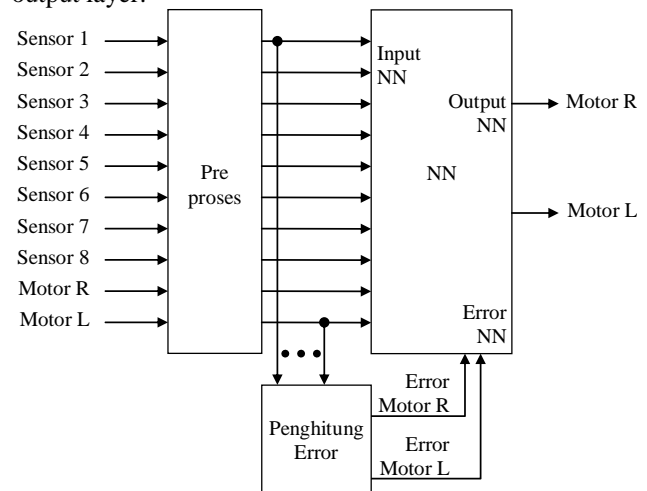 output layer.
Sensor 1
Sensor 2
Sensor 3
Sensor 4
Sensor 5
Sensor 6
Sensor 7
Sensor 8
Motor R
Motor L
Pre
proses
Input
NN
Output
NN
NN
Error
NN
Motor R
Motor L
Penghitung
Error
Error
Motor R
Error
Motor L